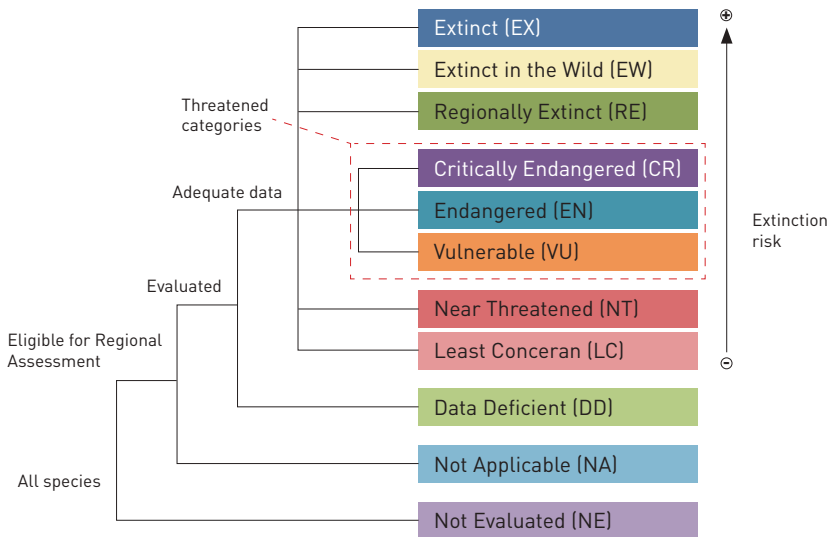 Extinct (EX)
Extinct in the Wild (EW)
Threatened
categories
Regionally Extinct (RE)
Critically Endangered (CR)
Adequate data
Endangered (EN)
Extinction
risk
Vulnerable (VU)
Evaluated
Near Threatened (NT)
Eligible for Regional
Assessment
Least Conceran (LC)
Data Deficient (DD)
Not Applicable (NA)
All species
Not Evaluated (NE)